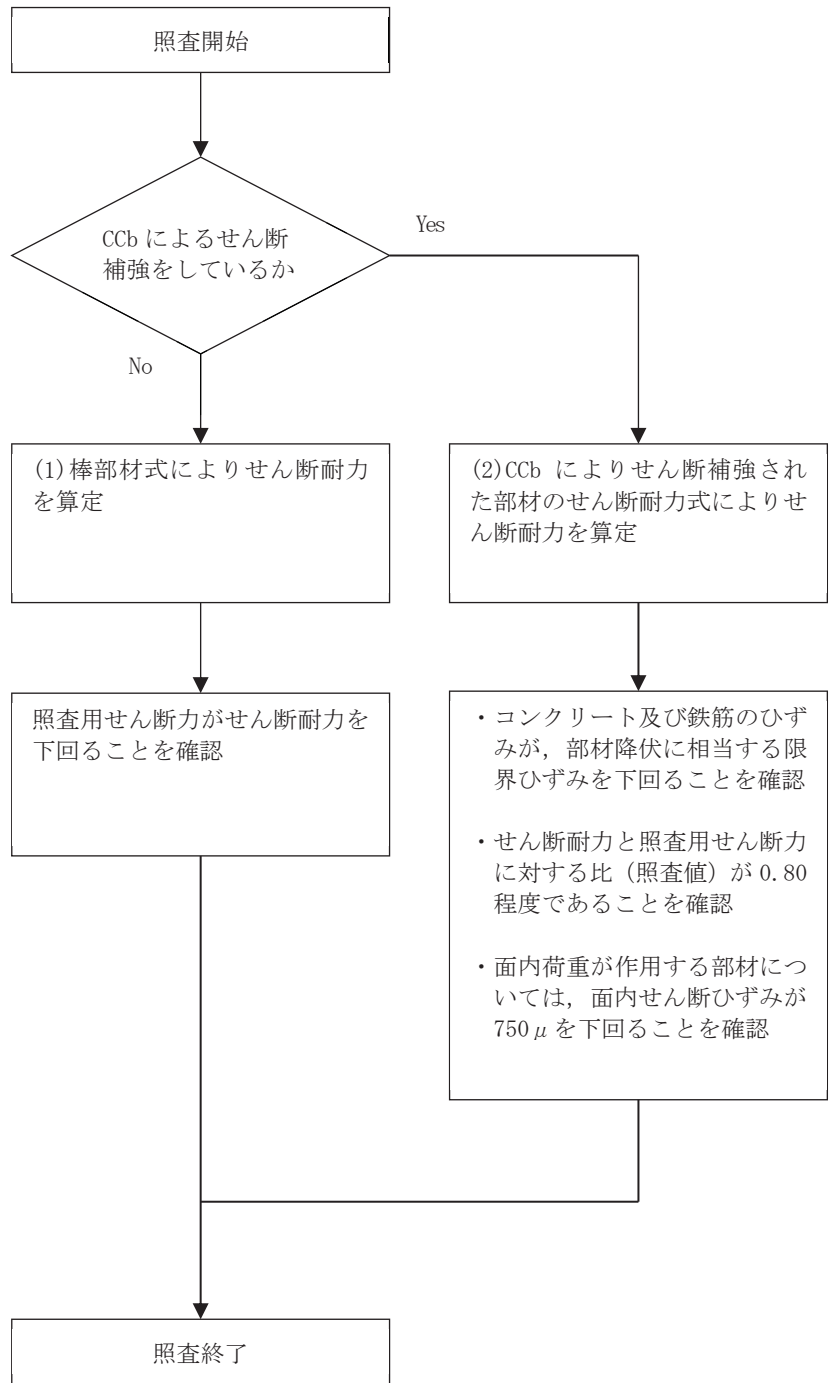 照査開始
CCb によるせん断
補強をしているか
Yes
No
(1)棒部材式によりせん断耐力
を算定
(2)CCb によりせん断補強され
た部材のせん断耐力式によりせ
ん断耐力を算定
照査用せん断力がせん断耐力を
下回ることを確認
・コンクリート及び鉄筋のひず
みが，部材降伏に相当する限
界ひずみを下回ることを確認
・せん断耐力と照査用せん断力
に対する比（照査値）が 0.80
程度であることを確認
・面内荷重が作用する部材につ
いては，面内せん断ひずみが
750μを下回ることを確認
照査終了